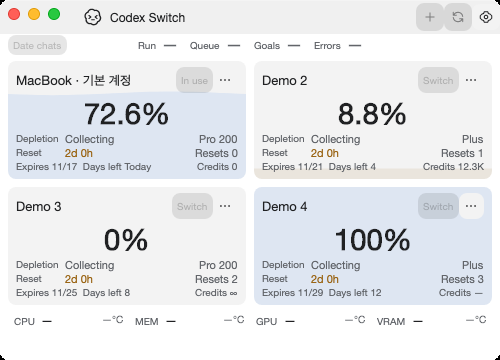 Codex Switch
Date chats
Run — Queue — Goals — Errors —
MacBook · 기본 계정 In use ···
72.6%
Depletion Collecting Pro 200
Reset 2d 0h Resets 0
Expires 11/17 Days left Today Credits 0
Demo 2 Switch ···
8.8%
Depletion Collecting Plus
Reset 2d 0h Resets 1
Expires 11/21 Days left 4 Credits 12.3K
Demo 3 Switch ···
0%
Depletion Collecting Pro 200
Reset 2d 0h Resets 2
Expires 11/25 Days left 8 Credits ∞
Demo 4 Switch ···
100%
Depletion Collecting Plus
Reset 2d 0h Resets 3
Expires 11/29 Days left 12 Credits —
CPU — —°C MEM — —°C GPU — —°C VRAM — —°C